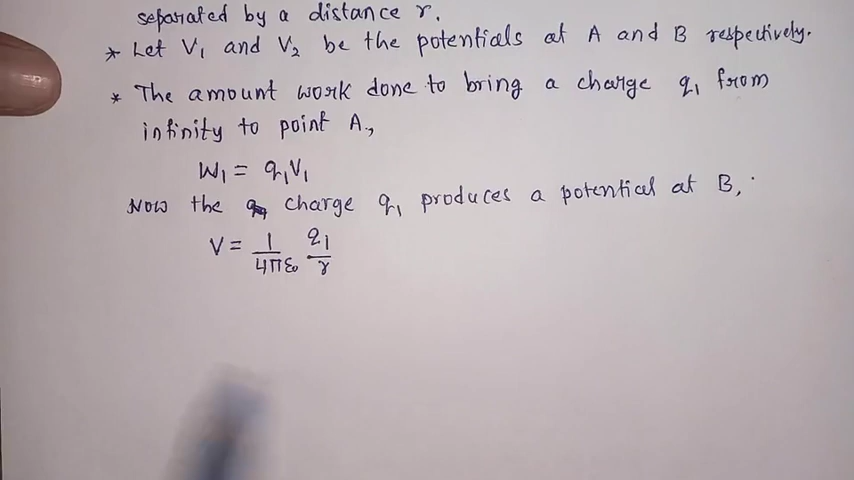 separated by a distance r.
* Let V₁ and V₂ be the potentials at A and B respectively.
* The amount work done to bring a charge q₁ from
infinity to point A,
W₁ = q₁V₁
Now the charge q₁ produces a potential at B,
V = 1/4πε₀ q₁/r